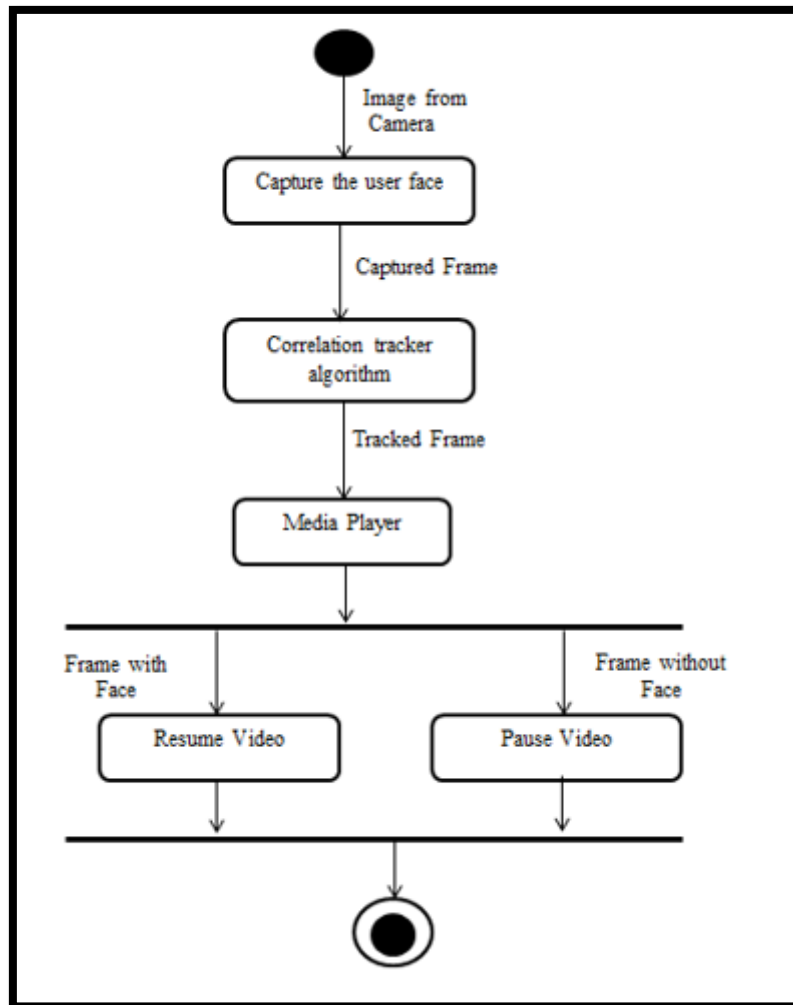 Image from
Camera
Capture the user face
Captured Frame
Correlation tracker
algorithm
Tracked Frame
Media Player
Frame with
Face
Frame without
Face
Resume Video
Pause Video